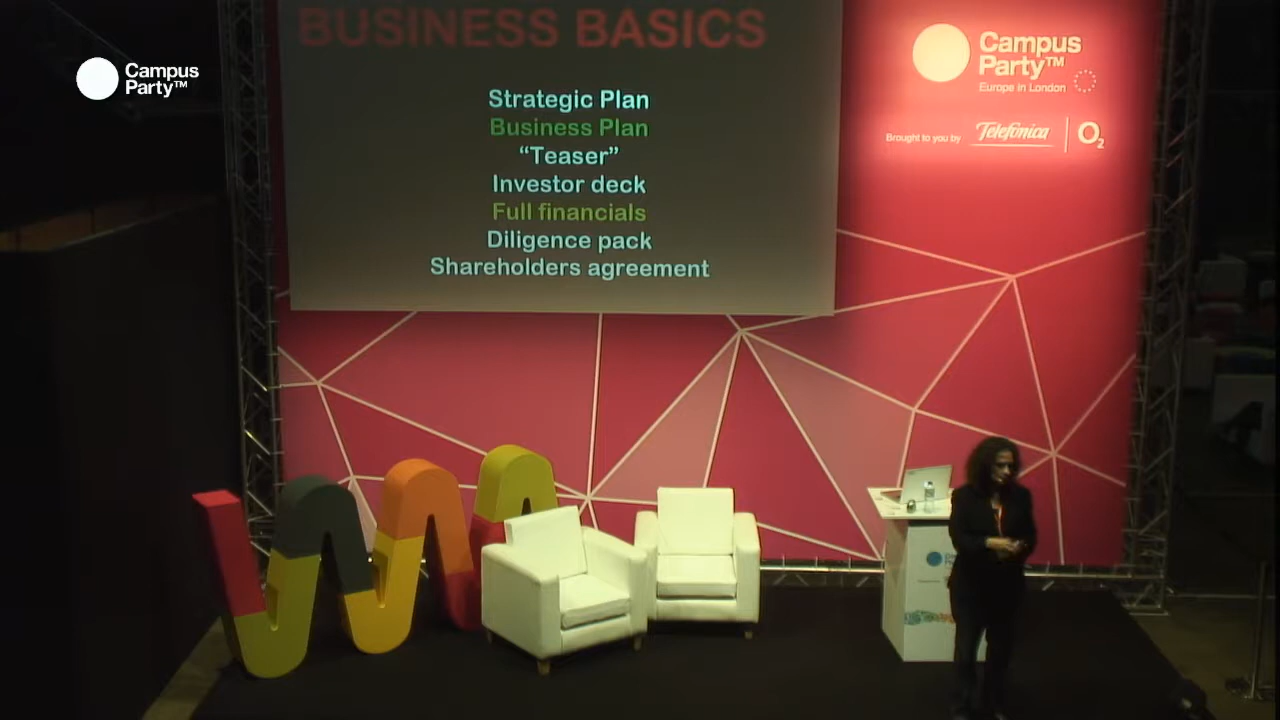 BUSINESS BASICS
Strategic Plan
Business Plan
“Teaser”
Investor deck
Full financials
Diligence pack
Shareholders agreement
Campus
Party™
Campus
Party™
Europe in London
Brought to you by Telefónica O2